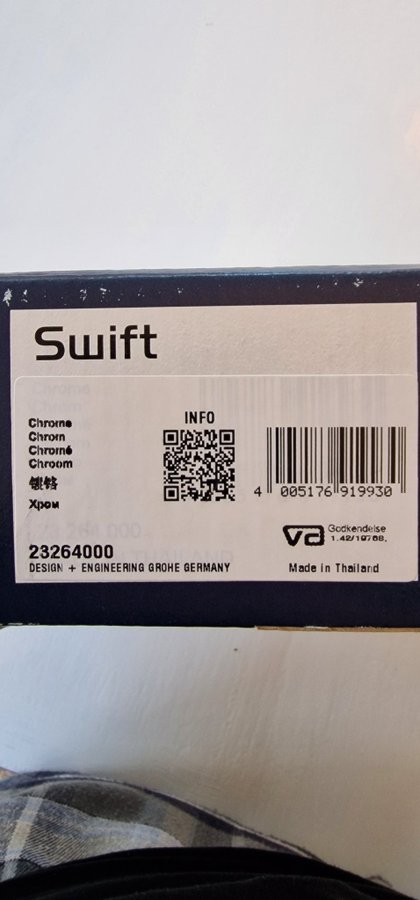 Swift
INFO
Chrome
Chrom
Chromé
Chroom
镀铬
Хром
4 005176 919930
va
Godkendelse
1.42/19768,
23264000
DESIGN + ENGINEERING GROHE GERMANY
Made in Thailand